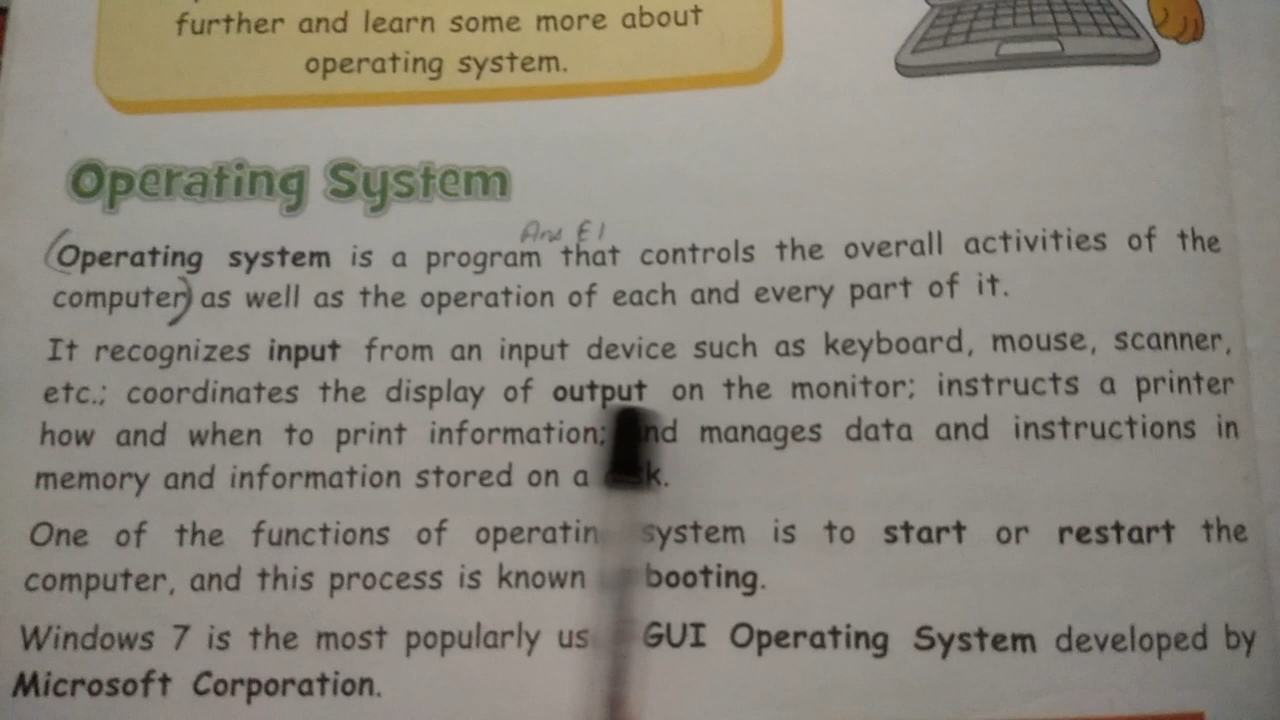 further and learn some more about
operating system.
Operating System
Ans E1
Operating system is a program that controls the overall activities of the
computer) as well as the operation of each and every part of it.
It recognizes input from an input device such as keyboard, mouse, scanner,
etc.; coordinates the display of output on the monitor; instructs a printer
how and when to print information; and manages data and instructions in
memory and information stored on a
One of the functions of operatin system is to start or restart the
computer, and this process is known booting.
Windows 7 is the most popularly us GUI Operating System developed by
Microsoft Corporation.